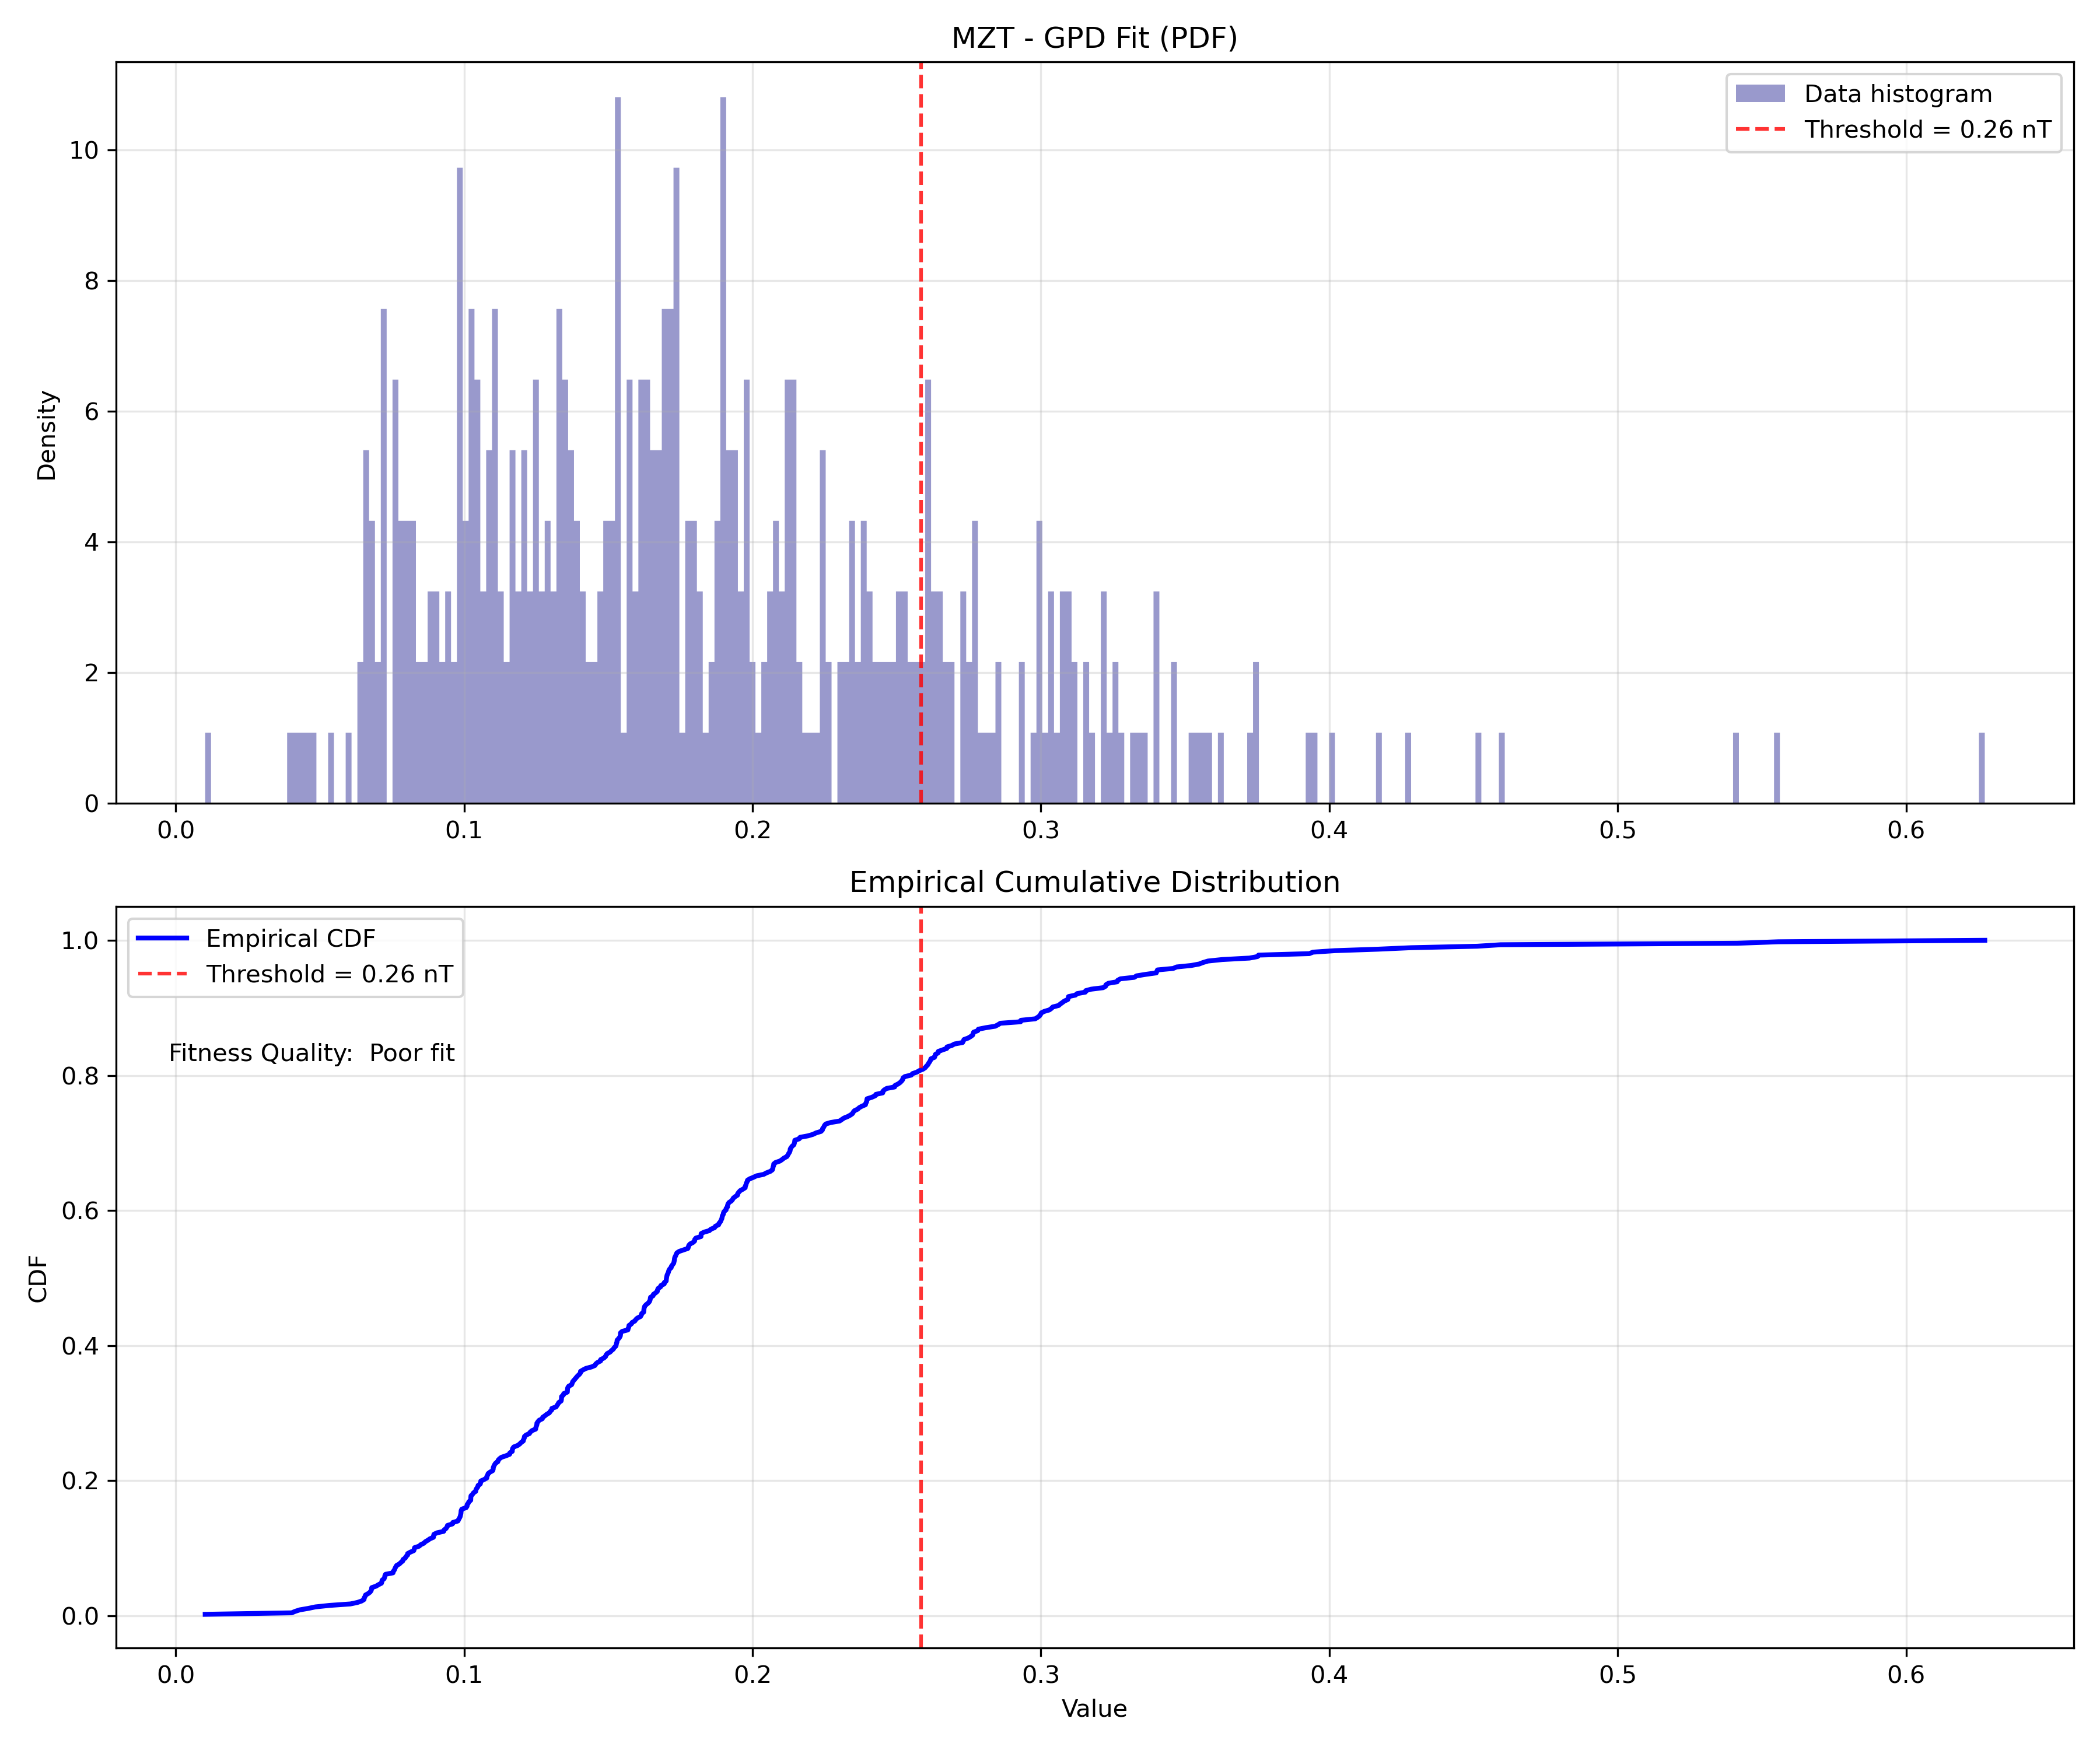 MZT - GPD Fit (PDF)
Data histogram
Threshold = 0.26 nT
Density
10
8
6
4
2
0
0.0 0.1 0.2 0.3 0.4 0.5 0.6
Empirical Cumulative Distribution
Empirical CDF
Threshold = 0.26 nT
Fitness Quality:  Poor fit
CDF
1.0
0.8
0.6
0.4
0.2
0.0
0.0 0.1 0.2 0.3 0.4 0.5 0.6
Value